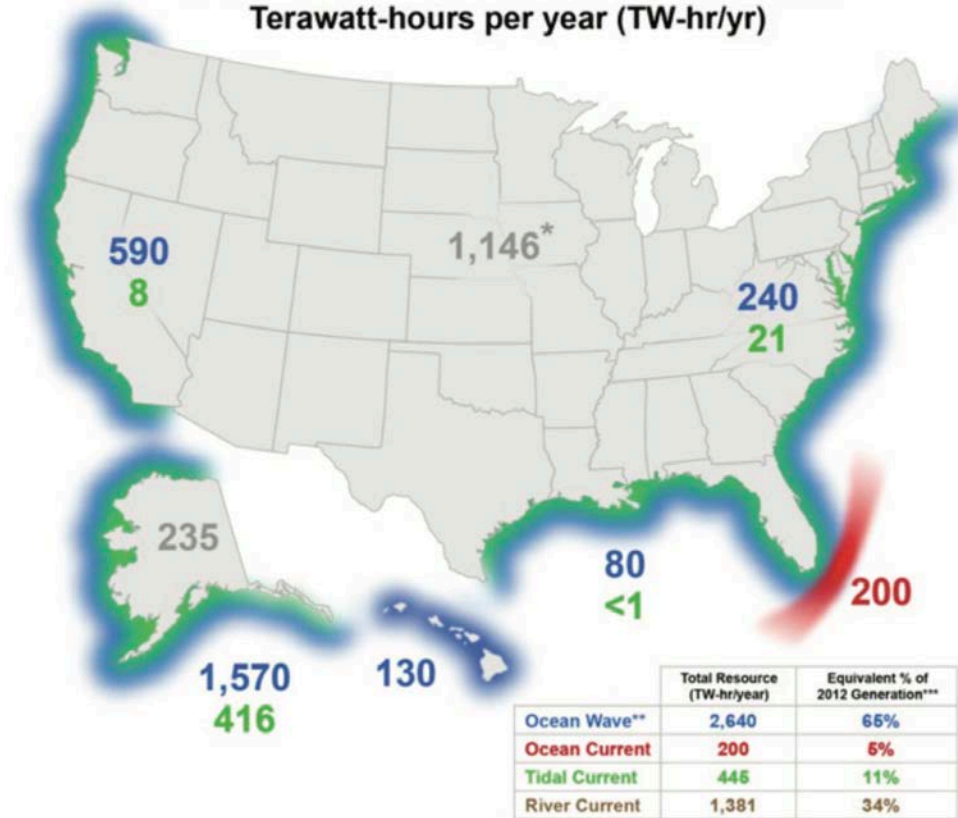 Terawatt-hours per year (TW-hr/yr)
590
8
1,146*
240
21
235
80
<1
200
1,570
416
130
Total Resource (TW-hr/year) Equivalent % of 2012 Generation***
Ocean Wave** 2,640 65%
Ocean Current 200 5%
Tidal Current 445 11%
River Current 1,381 34%